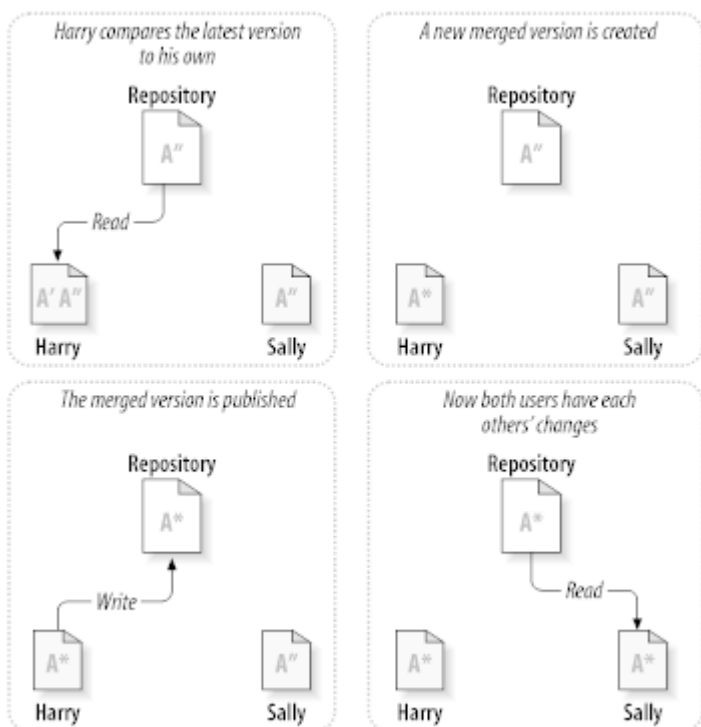 Harry compares the latest version
to his own
Repository
A″
Read
A′ A″
A″
Harry
Sally
A new merged version is created
Repository
A″
A*
A″
Harry
Sally
The merged version is published
Repository
A*
Write
A*
A″
Harry
Sally
Now both users have each
others’ changes
Repository
A*
Read
A*
A*
Harry
Sally